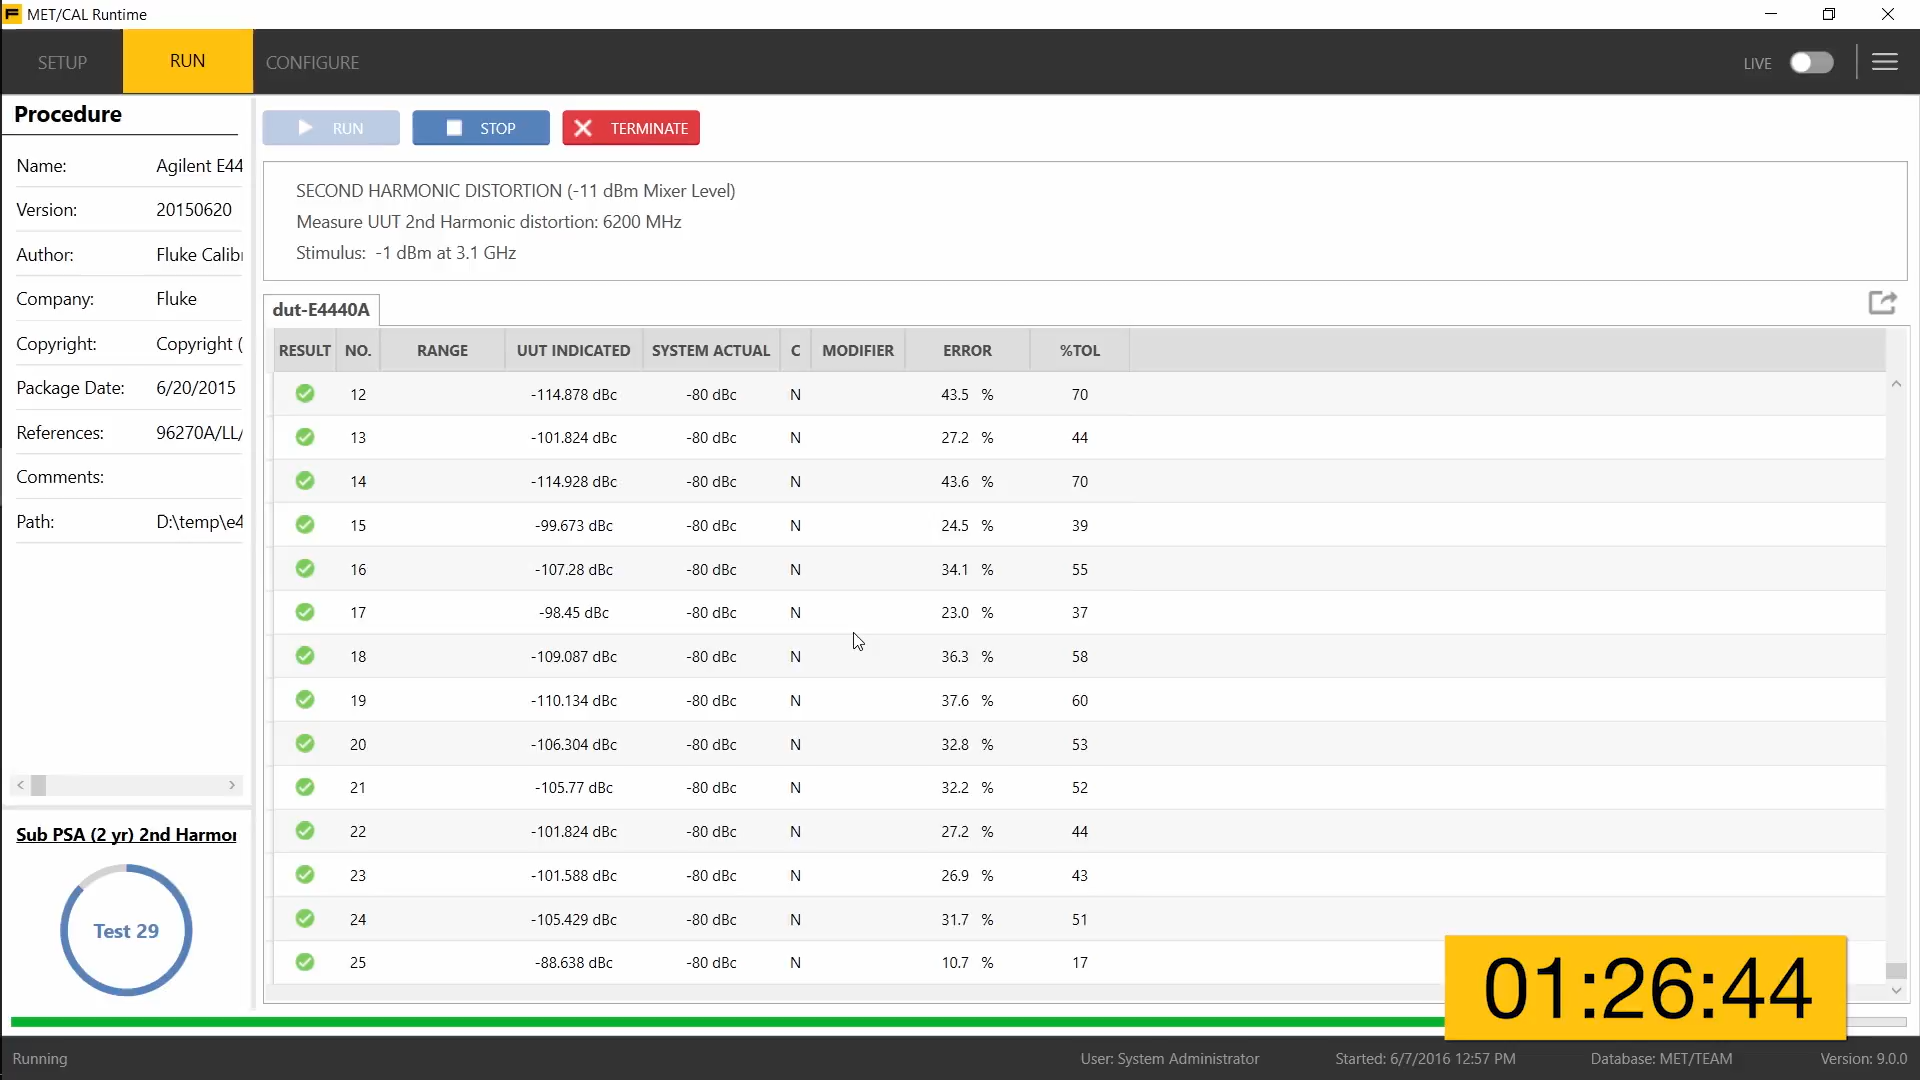 MET/CAL Runtime
SETUP RUN CONFIGURE LIVE
Procedure
Name: Agilent E44
Version: 20150620
Author: Fluke Calib
Company: Fluke
Copyright: Copyright (
Package Date: 6/20/2015
References: 96270A/LL/
Comments:
Path: D:\temp\e4
Sub PSA (2 yr) 2nd Harmo
Test 29
RUN STOP TERMINATE
SECOND HARMONIC DISTORTION (-11 dBm Mixer Level)
Measure UUT 2nd Harmonic distortion: 6200 MHz
Stimulus: -1 dBm at 3.1 GHz
dut-E4440A
RESULT NO. RANGE UUT INDICATED SYSTEM ACTUAL C MODIFIER ERROR %TOL
12 -114.878 dBc -80 dBc N 43.5 % 70
13 -101.824 dBc -80 dBc N 27.2 % 44
14 -114.928 dBc -80 dBc N 43.6 % 70
15 -99.673 dBc -80 dBc N 24.5 % 39
16 -107.28 dBc -80 dBc N 34.1 % 55
17 -98.45 dBc -80 dBc N 23.0 % 37
18 -109.087 dBc -80 dBc N 36.3 % 58
19 -110.134 dBc -80 dBc N 37.6 % 60
20 -106.304 dBc -80 dBc N 32.8 % 53
21 -105.77 dBc -80 dBc N 32.2 % 52
22 -101.824 dBc -80 dBc N 27.2 % 44
23 -101.588 dBc -80 dBc N 26.9 % 43
24 -105.429 dBc -80 dBc N 31.7 % 51
25 -88.638 dBc -80 dBc N 10.7 % 17
01:26:44
Running User: System Administrator Started: 6/7/2016 12:57 PM Database: MET/TEAM Version: 9.0.0